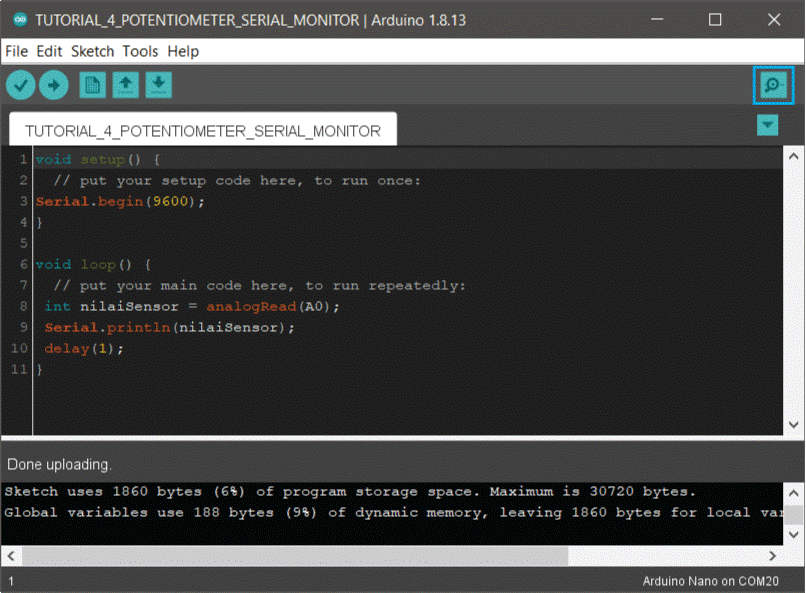 TUTORIAL_4_POTENTIOMETER_SERIAL_MONITOR | Arduino 1.8.13
File Edit Sketch Tools Help
TUTORIAL_4_POTENTIOMETER_SERIAL_MONITOR
1 void setup() {
2 // put your setup code here, to run once:
3 Serial.begin(9600);
4 }
5
6 void loop() {
7 // put your main code here, to run repeatedly:
8 int nilaiSensor = analogRead(A0);
9 Serial.println(nilaiSensor);
10 delay(1);
11 }
Done uploading.
Sketch uses 1860 bytes (6%) of program storage space. Maximum is 30720 bytes.
Global variables use 188 bytes (9%) of dynamic memory, leaving 1860 bytes for local var
1
Arduino Nano on COM20